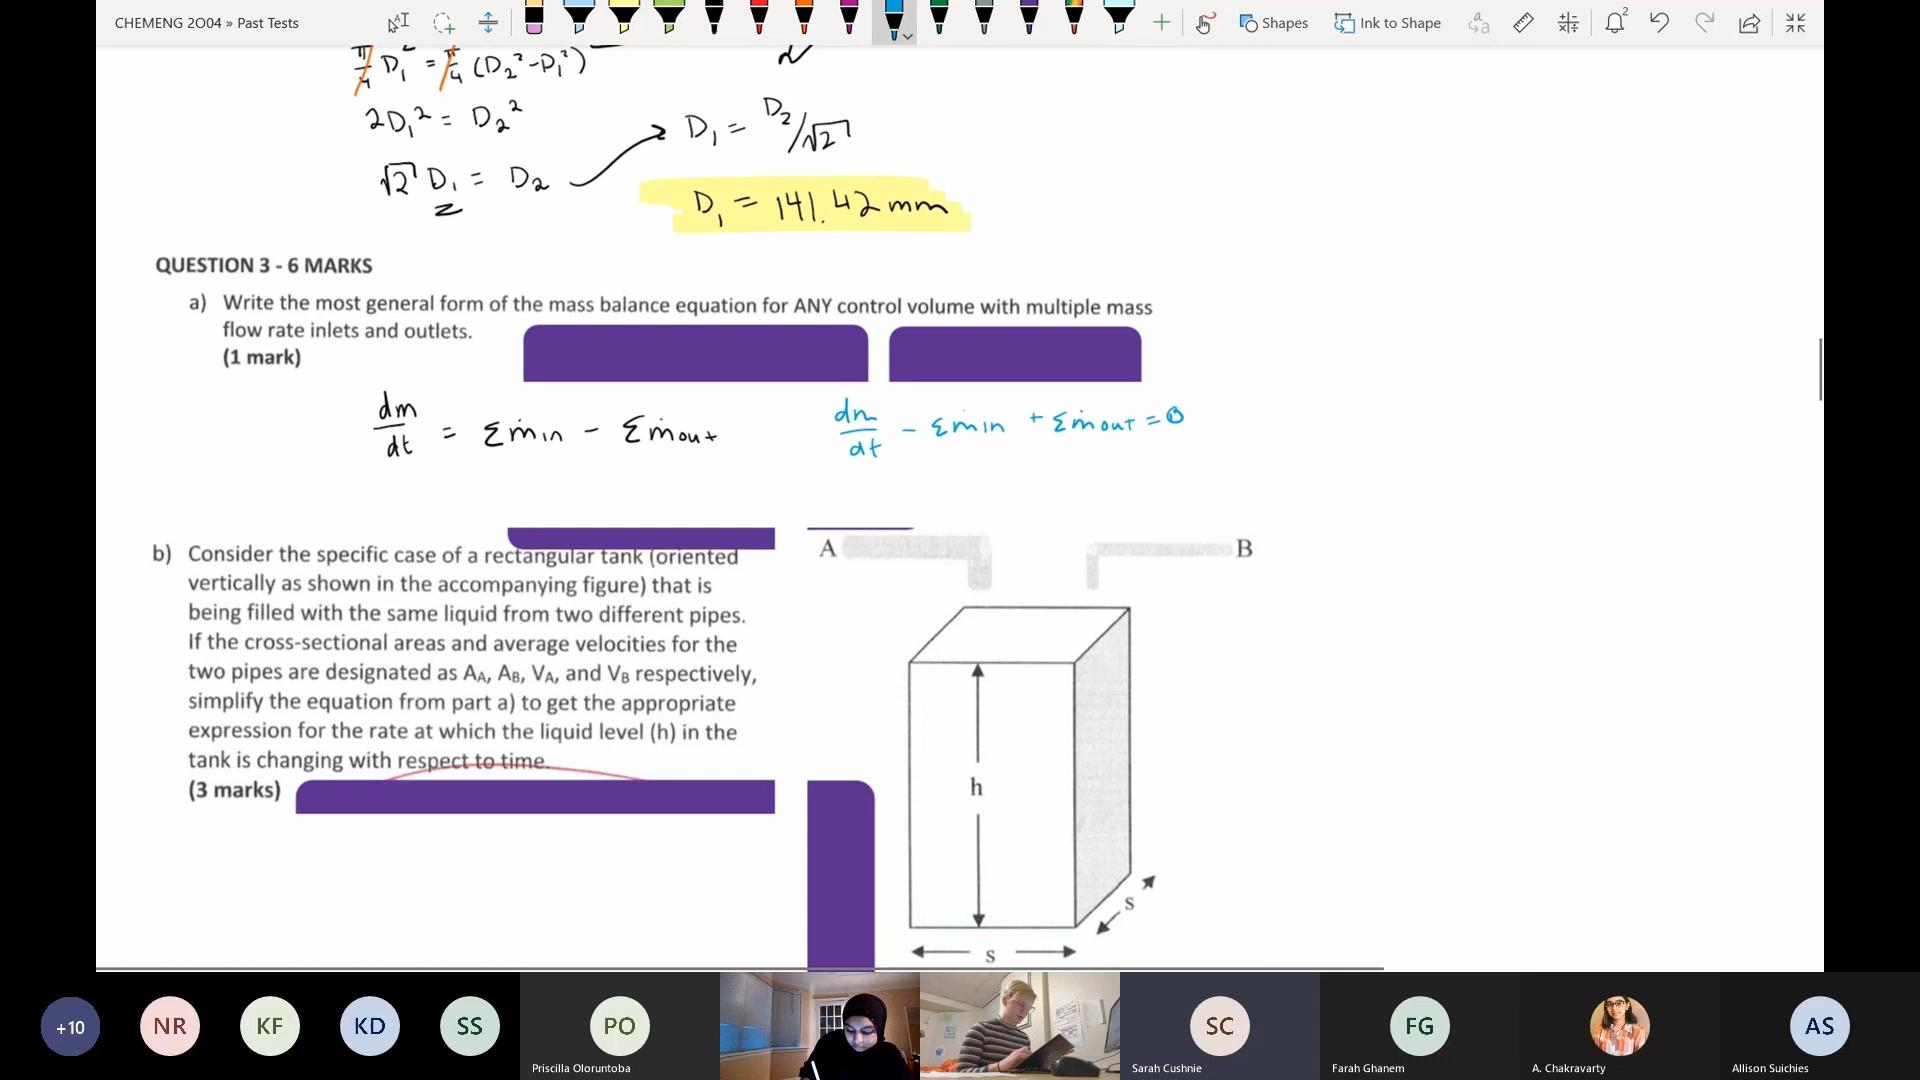 CHEMENG 2O04 » Past Tests
Shapes
Ink to Shape
2
π/4 D₁² = π/4 (D₂² - D₁²)
2D₁² = D₂²
√2 D₁ = D₂
D₁ = D₂/√2
D₁ = 141.42 mm
QUESTION 3 - 6 MARKS
a) Write the most general form of the mass balance equation for ANY control volume with multiple mass
flow rate inlets and outlets.
(1 mark)
dm/dt = Σṁin - Σṁout
dm/dt - Σṁin + Σṁout = 0
b) Consider the specific case of a rectangular tank (oriented
vertically as shown in the accompanying figure) that is
being filled with the same liquid from two different pipes.
If the cross-sectional areas and average velocities for the
two pipes are designated as AA, AB, VA, and VB respectively,
simplify the equation from part a) to get the appropriate
expression for the rate at which the liquid level (h) in the
tank is changing with respect to time.
(3 marks)
A
B
h
s
s
+10
NR
KF
KD
SS
PO
SC
FG
AS
Priscilla Oloruntoba
Sarah Cushnie
Farah Ghanem
A. Chakravarty
Allison Suichies